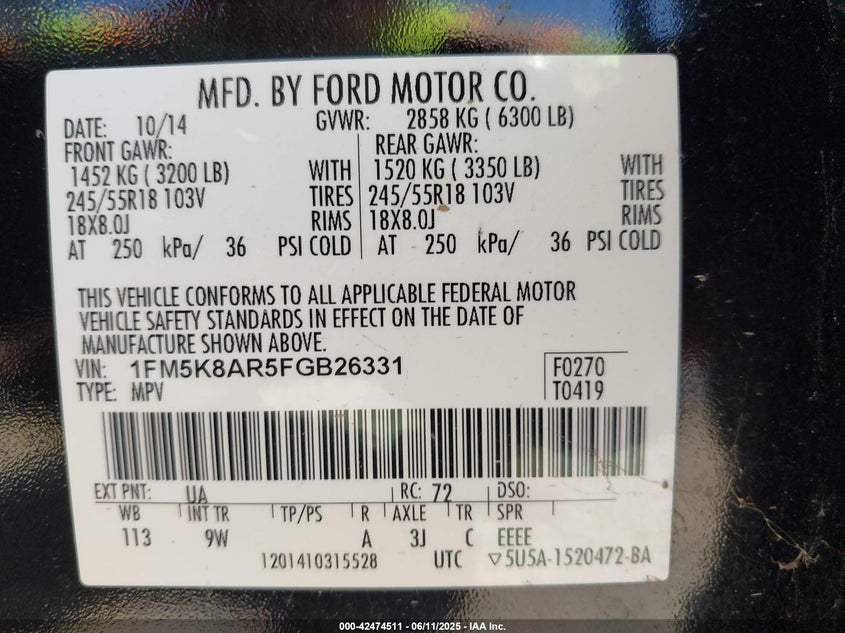 MFD. BY FORD MOTOR CO.
DATE: 10/14 GVWR: 2858 KG ( 6300 LB)
FRONT GAWR: REAR GAWR:
1452 KG ( 3200 LB) WITH 1520 KG ( 3350 LB) WITH
245/55R18 103V TIRES 245/55R18 103V TIRES
18X8.0J RIMS 18X8.0J RIMS
AT 250 kPa/ 36 PSI COLD AT 250 kPa/ 36 PSI COLD
THIS VEHICLE CONFORMS TO ALL APPLICABLE FEDERAL MOTOR
VEHICLE SAFETY STANDARDS IN EFFECT ON THE DATE OF
MANUFACTURE SHOWN ABOVE.
VIN: 1FM5K8AR5FGB26331 F0270
TYPE: MPV T0419
EXT PNT: UA RC: 72 DSO:
WB INT TR TP/PS R AXLE TR SPR
113 9W A 3J C EEEE
1201410315528 UTC ▽5U5A-1520472-BA
000-42474511 - 06/11/2025 - IAA Inc.